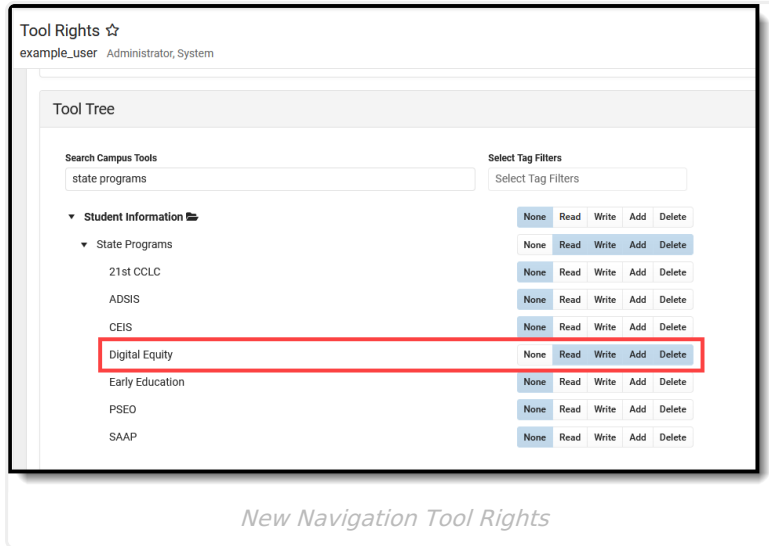 Tool Rights
example_user Administrator, System
Tool Tree
Search Campus Tools Select Tag Filters
state programs Select Tag Filters
Student Information None Read Write Add Delete
State Programs None Read Write Add Delete
21st CCLC None Read Write Add Delete
ADSIS None Read Write Add Delete
CEIS None Read Write Add Delete
Digital Equity None Read Write Add Delete
Early Education None Read Write Add Delete
PSEO None Read Write Add Delete
SAAP None Read Write Add Delete
New Navigation Tool Rights